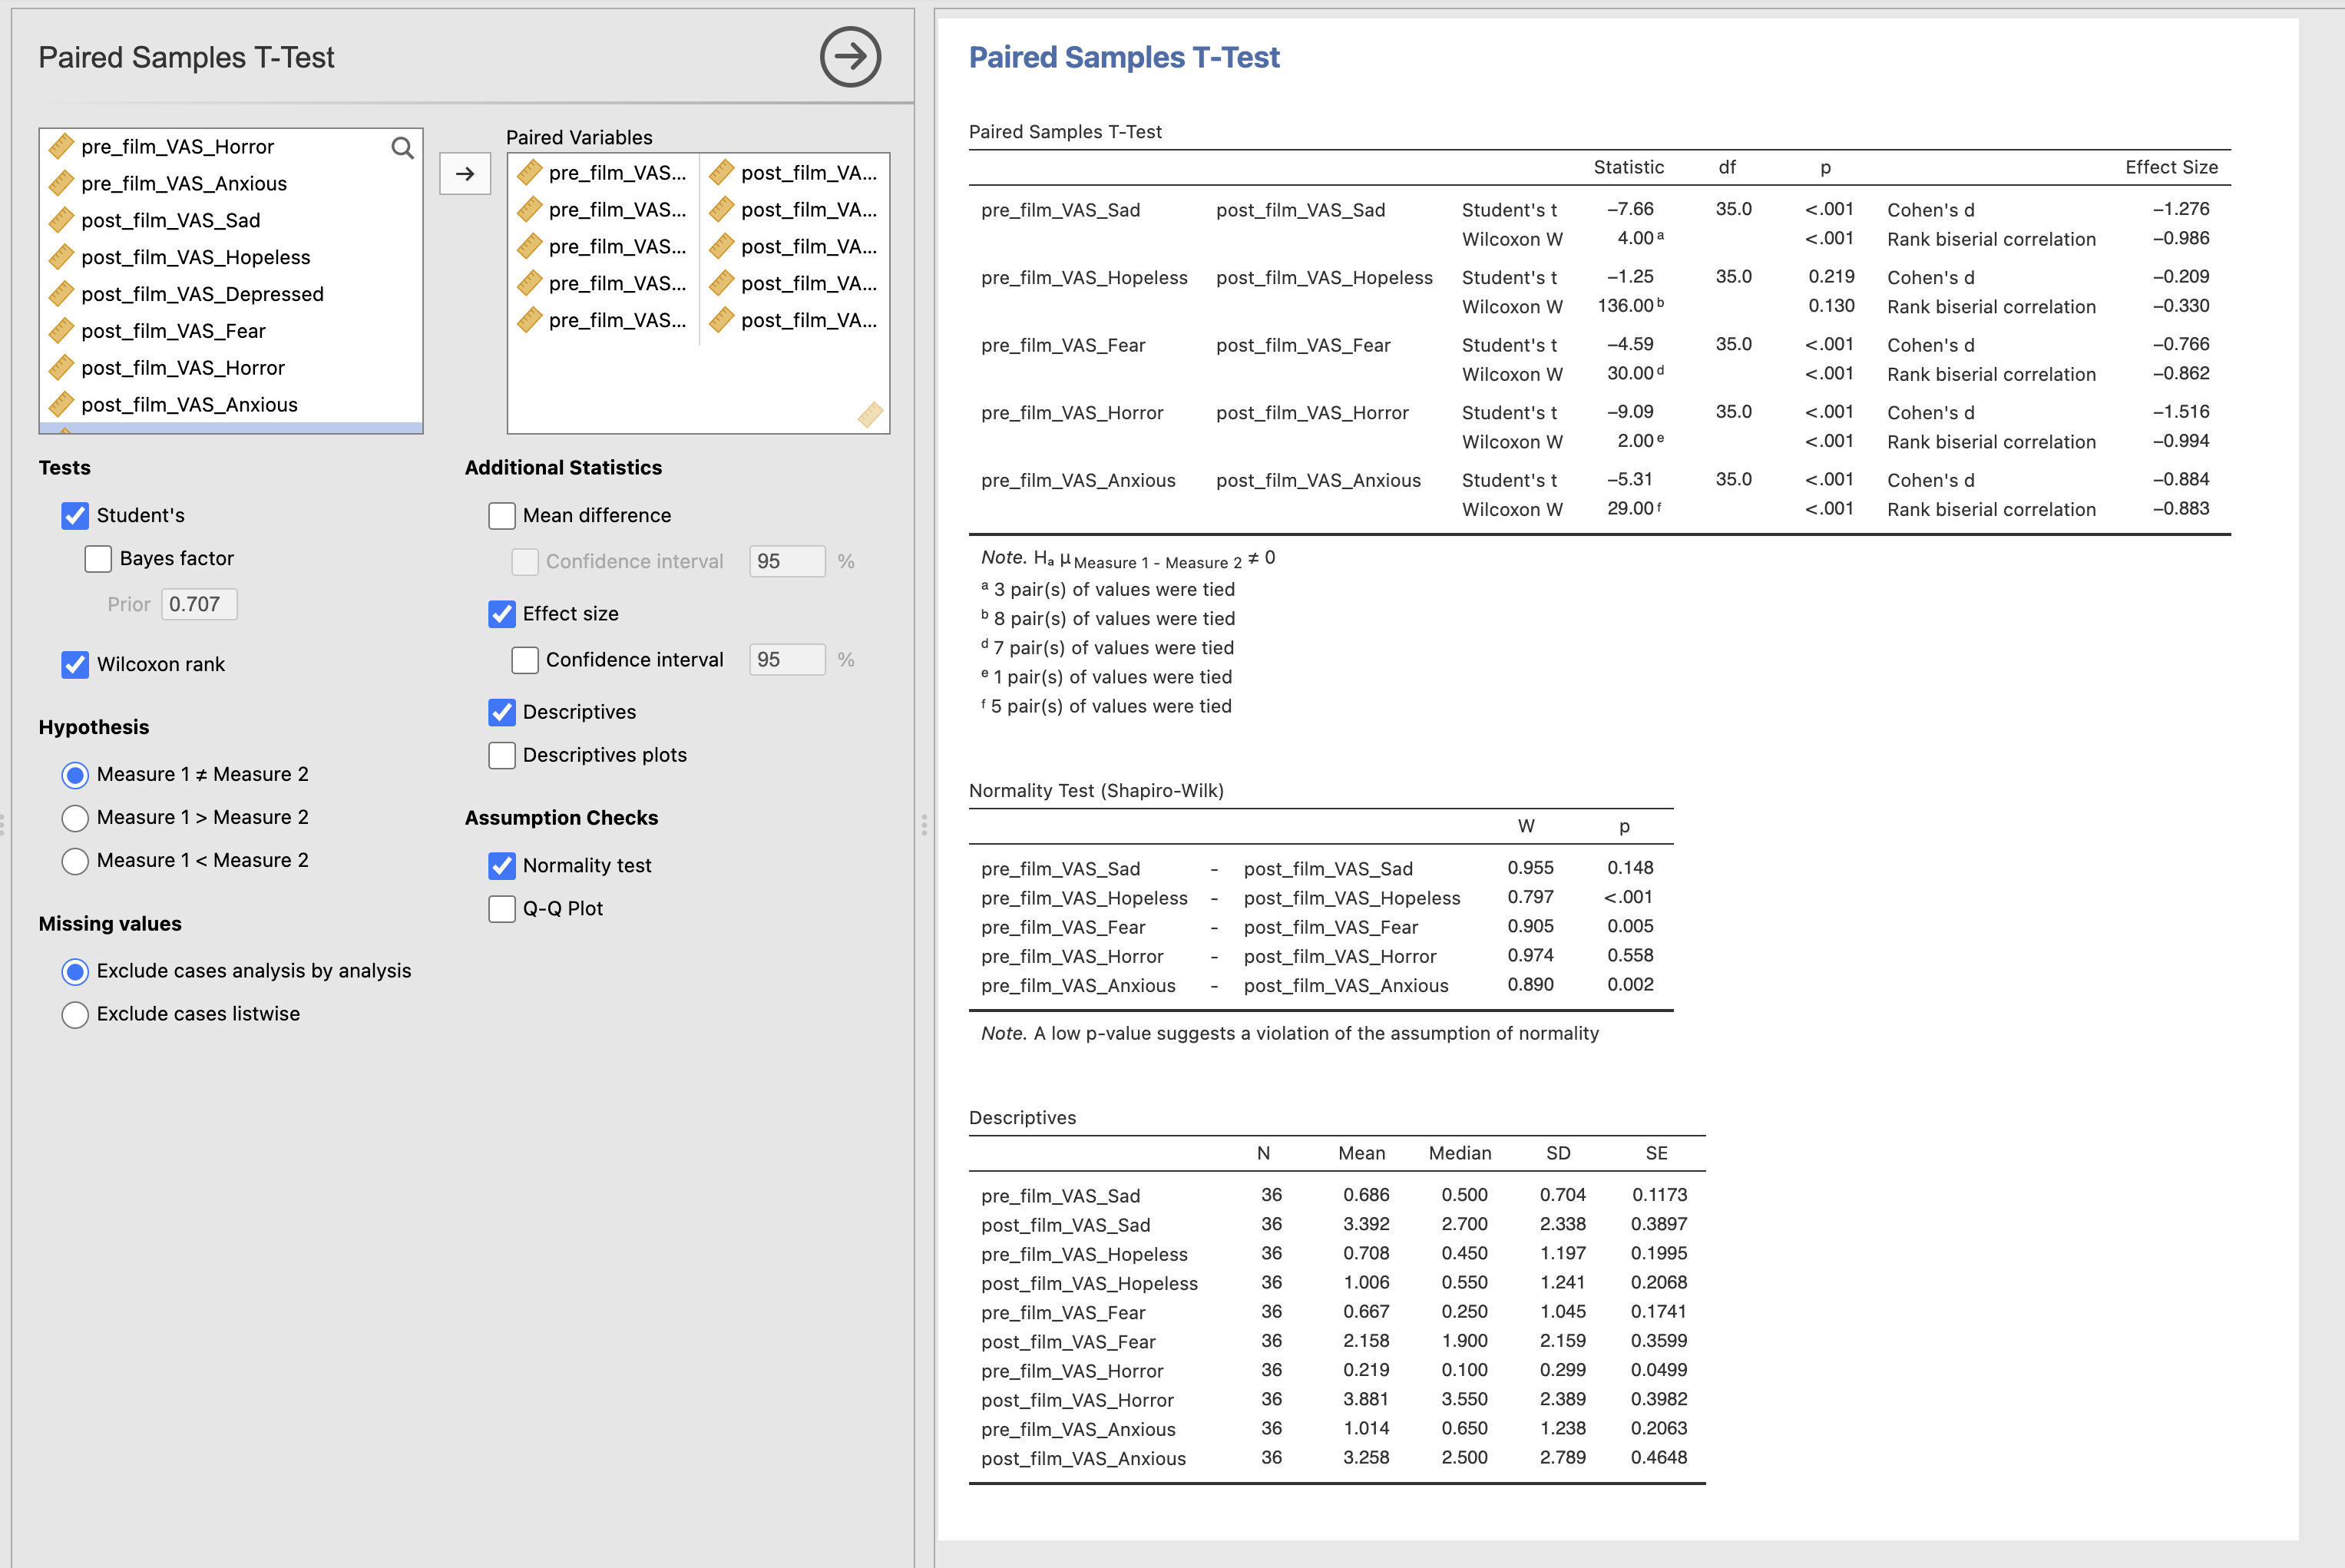 Paired Samples T-Test
pre_film_VAS_Horror
pre_film_VAS_Anxious
post_film_VAS_Sad
post_film_VAS_Hopeless
post_film_VAS_Depressed
post_film_VAS_Fear
post_film_VAS_Horror
post_film_VAS_Anxious
Paired Variables
pre_film_VAS... post_film_VA...
pre_film_VAS... post_film_VA...
pre_film_VAS... post_film_VA...
pre_film_VAS... post_film_VA...
pre_film_VAS... post_film_VA...
Tests
Student's
Bayes factor
Prior 0.707
Wilcoxon rank
Hypothesis
Measure 1 ≠ Measure 2
Measure 1 > Measure 2
Measure 1 < Measure 2
Missing values
Exclude cases analysis by analysis
Exclude cases listwise
Additional Statistics
Mean difference
Confidence interval 95 %
Effect size
Confidence interval 95 %
Descriptives
Descriptives plots
Assumption Checks
Normality test
Q-Q Plot
Paired Samples T-Test
Paired Samples T-Test
Statistic df p Effect Size
pre_film_VAS_Sad post_film_VAS_Sad Student's t −7.66 35.0 <.001 Cohen's d −1.276
Wilcoxon W 4.00 a <.001 Rank biserial correlation −0.986
pre_film_VAS_Hopeless post_film_VAS_Hopeless Student's t −1.25 35.0 0.219 Cohen's d −0.209
Wilcoxon W 136.00 b 0.130 Rank biserial correlation −0.330
pre_film_VAS_Fear post_film_VAS_Fear Student's t −4.59 35.0 <.001 Cohen's d −0.766
Wilcoxon W 30.00 d <.001 Rank biserial correlation −0.862
pre_film_VAS_Horror post_film_VAS_Horror Student's t −9.09 35.0 <.001 Cohen's d −1.516
Wilcoxon W 2.00 e <.001 Rank biserial correlation −0.994
pre_film_VAS_Anxious post_film_VAS_Anxious Student's t −5.31 35.0 <.001 Cohen's d −0.884
Wilcoxon W 29.00 f <.001 Rank biserial correlation −0.883
Note. Hₐ μ Measure 1 - Measure 2 ≠ 0
a 3 pair(s) of values were tied
b 8 pair(s) of values were tied
d 7 pair(s) of values were tied
e 1 pair(s) of values were tied
f 5 pair(s) of values were tied
Normality Test (Shapiro-Wilk)
W p
pre_film_VAS_Sad - post_film_VAS_Sad 0.955 0.148
pre_film_VAS_Hopeless - post_film_VAS_Hopeless 0.797 <.001
pre_film_VAS_Fear - post_film_VAS_Fear 0.905 0.005
pre_film_VAS_Horror - post_film_VAS_Horror 0.974 0.558
pre_film_VAS_Anxious - post_film_VAS_Anxious 0.890 0.002
Note. A low p-value suggests a violation of the assumption of normality
Descriptives
N Mean Median SD SE
pre_film_VAS_Sad 36 0.686 0.500 0.704 0.1173
post_film_VAS_Sad 36 3.392 2.700 2.338 0.3897
pre_film_VAS_Hopeless 36 0.708 0.450 1.197 0.1995
post_film_VAS_Hopeless 36 1.006 0.550 1.241 0.2068
pre_film_VAS_Fear 36 0.667 0.250 1.045 0.1741
post_film_VAS_Fear 36 2.158 1.900 2.159 0.3599
pre_film_VAS_Horror 36 0.219 0.100 0.299 0.0499
post_film_VAS_Horror 36 3.881 3.550 2.389 0.3982
pre_film_VAS_Anxious 36 1.014 0.650 1.238 0.2063
post_film_VAS_Anxious 36 3.258 2.500 2.789 0.4648